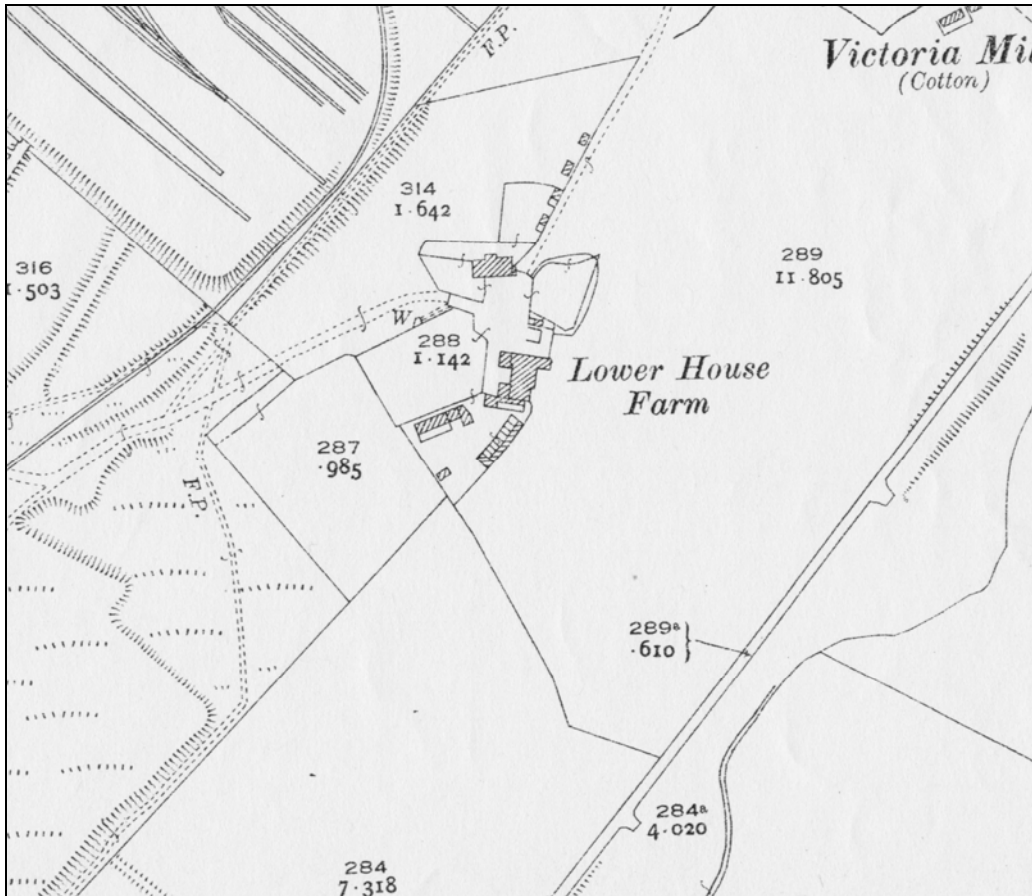 F.P.
Victoria Mi
(Cotton)
314
1·642
289
11·805
316
1·503
W
288
1·142
Lower House
Farm
287
·985
F.P.
289a
·610
284a
4·020
284
7·318